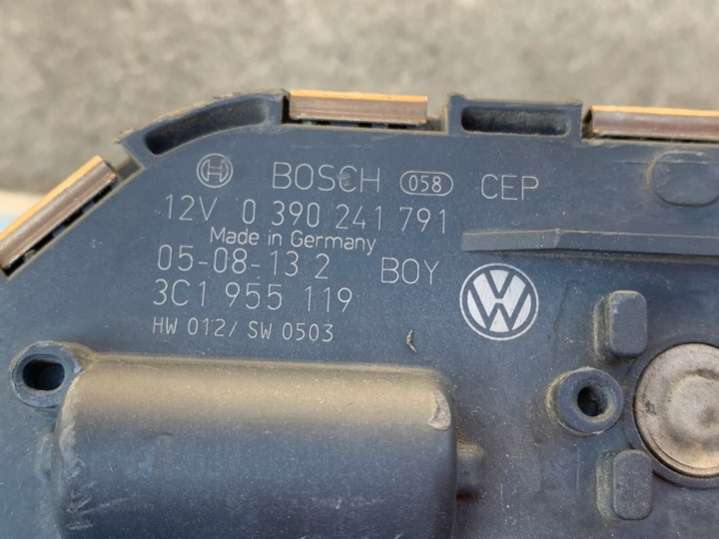 BOSCH 058 CEP
12V 0 390 241 791
Made in Germany
05-08-13 2 BOY
3C1 955 119
HW 012/ SW 0503